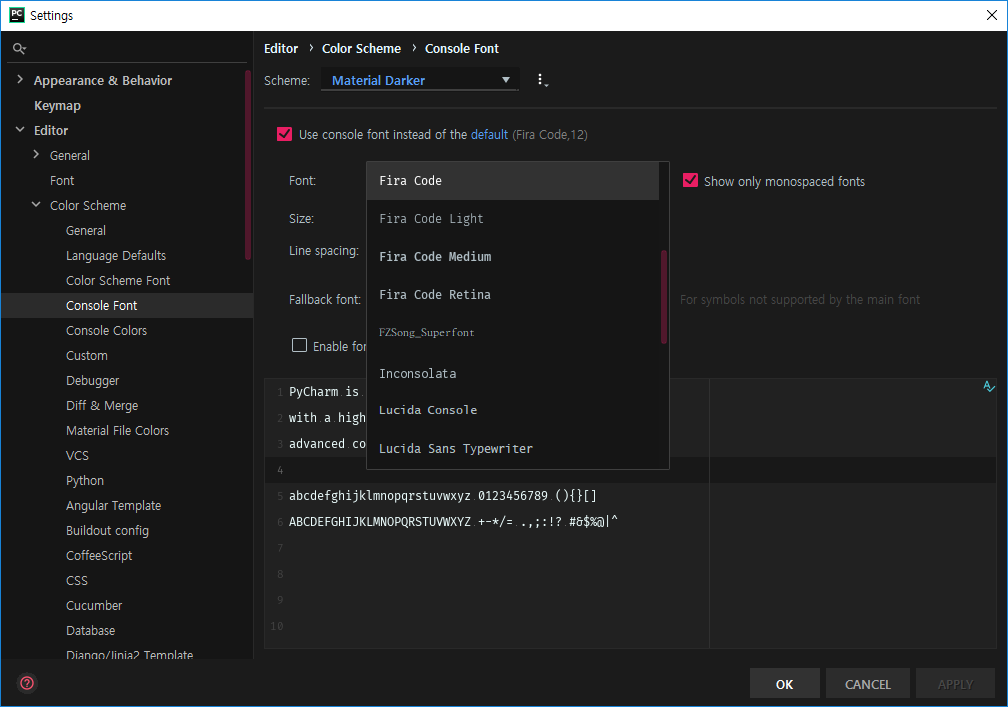 PC Settings
Editor › Color Scheme › Console Font
Scheme: Material Darker
Appearance & Behavior
Keymap
Editor
General
Font
Color Scheme
General
Language Defaults
Color Scheme Font
Console Font
Console Colors
Custom
Debugger
Diff & Merge
Material File Colors
VCS
Python
Angular Template
Buildout config
CoffeeScript
CSS
Cucumber
Database
Django/Jinja2 Template
Use console font instead of the default (Fira Code,12)
Font:
Show only monospaced fonts
Size:
Line spacing:
Fallback font:
For symbols not supported by the main font
Enable for
Fira Code
Fira Code Light
Fira Code Medium
Fira Code Retina
FZSong_Superfont
Inconsolata
Lucida Console
Lucida Sans Typewriter
1 PyCharm is
2 with a high
3 advanced co
4
5 abcdefghijklmnopqrstuvwxyz 0123456789 (){}[]
6 ABCDEFGHIJKLMNOPQRSTUVWXYZ +-*/= .,;:!? #&$%@|^
7
8
9
10
?
OK CANCEL APPLY